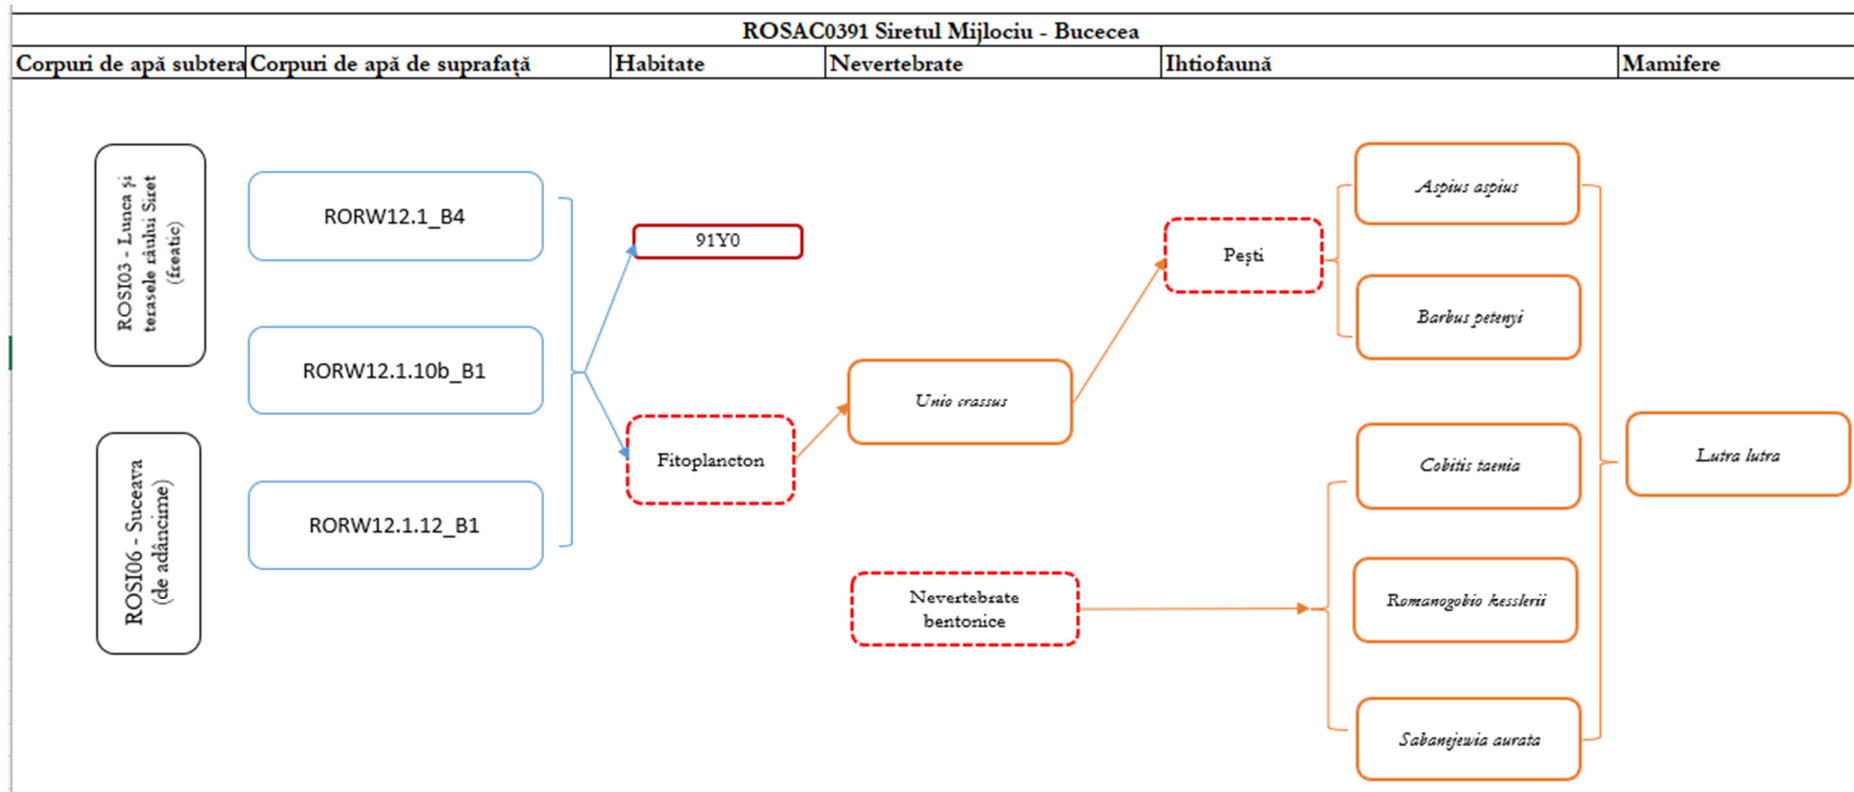 ROSAC0391 Siretul Mijlociu - Bucecea
Corpuri de apă subtera
Corpuri de apă de suprafață
Habitate
Nevertebrate
Ihtiofaună
Mamifere
ROSI03 - Lunca și
terasele râului Siret
(freatic)
ROSI06 - Suceava
(de adâncime)
RORW12.1_B4
RORW12.1.10b_B1
RORW12.1.12_B1
91Y0
Fitoplancton
Unio crassus
Nevertebrate
bentonice
Pești
Aspius aspius
Barbus petenyi
Cobitis taenia
Romanogobio kesslerii
Sabanejewia aurata
Lutra lutra